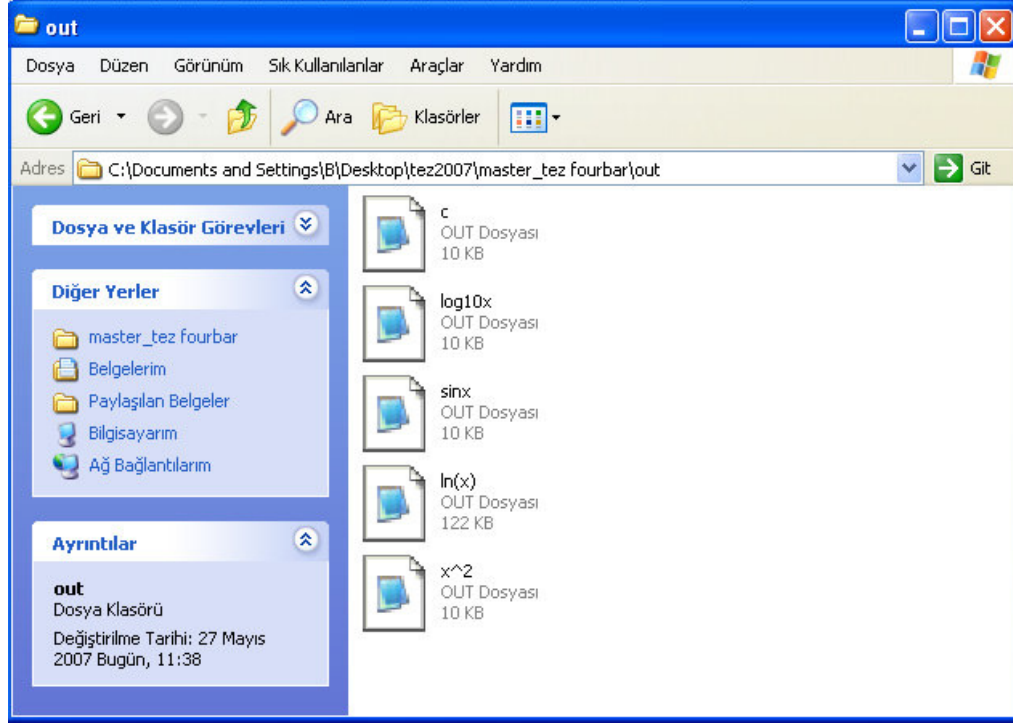 out
Dosya Düzen Görünüm Sık Kullanılanlar Araçlar Yardım
Geri Ara Klasörler
Adres C:\Documents and Settings\B\Desktop\tez2007\master_tez fourbar\out Git
Dosya ve Klasör Görevleri
Diğer Yerler
master_tez fourbar
Belgelerim
Paylaşılan Belgeler
Bilgisayarım
Ağ Bağlantılarım
Ayrıntılar
out
Dosya Klasörü
Değiştirilme Tarihi: 27 Mayıs
2007 Bugün, 11:38
c
OUT Dosyası
10 KB
log10x
OUT Dosyası
10 KB
sinx
OUT Dosyası
10 KB
ln(x)
OUT Dosyası
122 KB
x^2
OUT Dosyası
10 KB